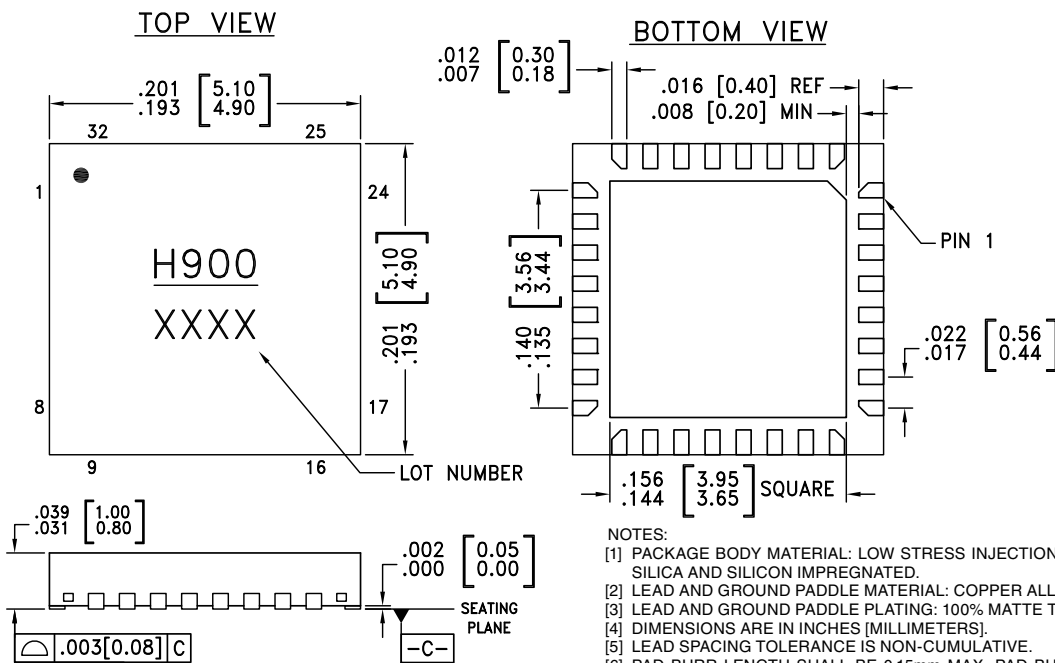 TOP VIEW
.201 [5.10]
.193 [4.90]
32 25
1 24
H900
XXXX
[5.10]
[4.90]
.201
.193
8 17
9 16
LOT NUMBER
.039 [1.00]
.031 [0.80]
.002 [0.05]
.000 [0.00]
SEATING
PLANE
.003[0.08] C
-C-
BOTTOM VIEW
.012 [0.30]
.007 [0.18]
.016 [0.40] REF
.008 [0.20] MIN
PIN 1
[3.56]
[3.44]
.140
.135
.022 [0.56]
.017 [0.44]
.156 [3.95]
.144 [3.65] SQUARE
NOTES:
[1] PACKAGE BODY MATERIAL: LOW STRESS INJECTION
SILICA AND SILICON IMPREGNATED.
[2] LEAD AND GROUND PADDLE MATERIAL: COPPER ALL
[3] LEAD AND GROUND PADDLE PLATING: 100% MATTE T
[4] DIMENSIONS ARE IN INCHES [MILLIMETERS].
[5] LEAD SPACING TOLERANCE IS NON-CUMULATIVE.